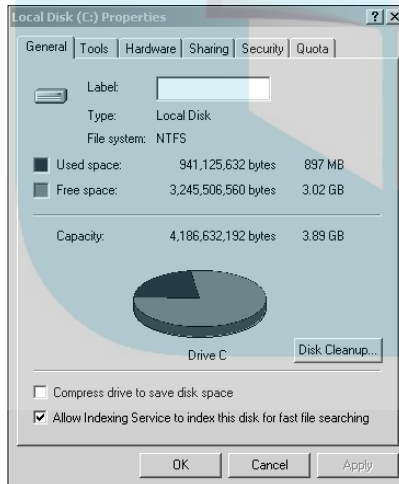 Local Disk (C:) Properties
General Tools Hardware Sharing Security Quota
Label:
Type: Local Disk
File system: NTFS
Used space: 941,125,632 bytes 897 MB
Free space: 3,245,506,560 bytes 3.02 GB
Capacity: 4,186,632,192 bytes 3.89 GB
Drive C
Disk Cleanup...
Compress drive to save disk space
Allow Indexing Service to index this disk for fast file searching
OK Cancel Apply